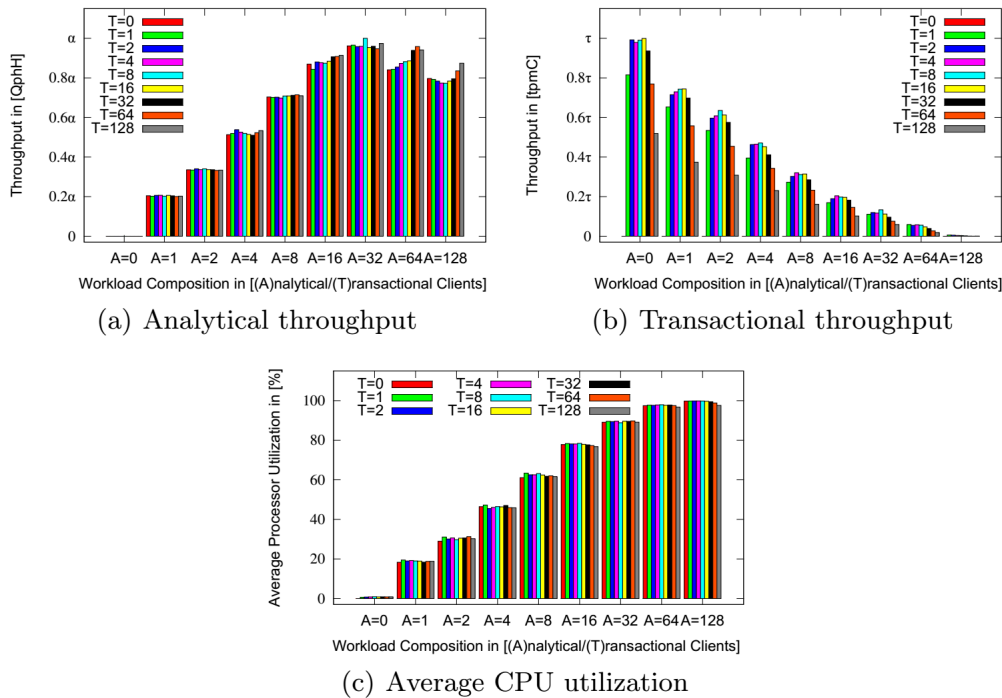 T=0
T=1
T=2
T=4
T=8
T=16
T=32
T=64
T=128
α
0.8α
0.6α
0.4α
0.2α
0
Throughput in [QphH]
A=0 A=1 A=2 A=4 A=8 A=16 A=32 A=64 A=128
Workload Composition in [(A)nalytical/(T)ransactional Clients]
(a) Analytical throughput
T=0
T=1
T=2
T=4
T=8
T=16
T=32
T=64
T=128
τ
0.8τ
0.6τ
0.4τ
0.2τ
0
Throughput in [tpmC]
A=0 A=1 A=2 A=4 A=8 A=16 A=32 A=64 A=128
Workload Composition in [(A)nalytical/(T)ransactional Clients]
(b) Transactional throughput
T=0 T=4 T=32
T=1 T=8 T=64
T=2 T=16 T=128
100
80
60
40
20
0
Average Processor Utilization in [%]
A=0 A=1 A=2 A=4 A=8 A=16 A=32 A=64 A=128
Workload Composition in [(A)nalytical/(T)ransactional Clients]
(c) Average CPU utilization